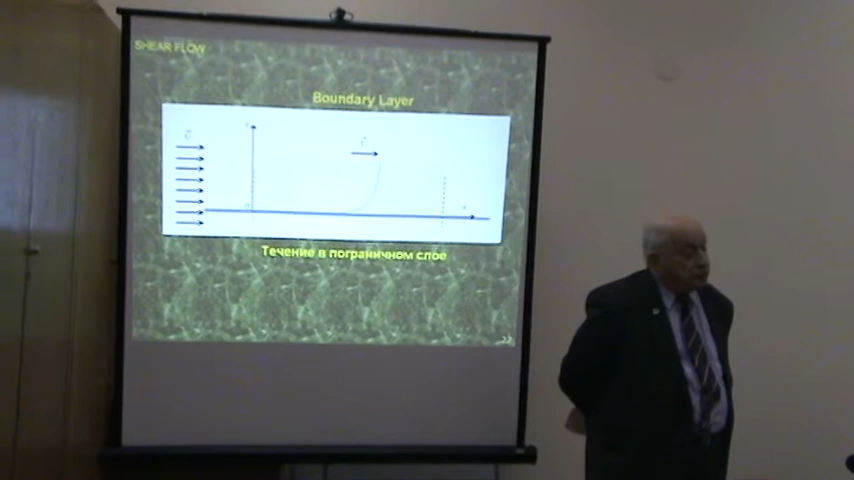 SHEAR FLOW
Boundary Layer
Течение в пограничном слое